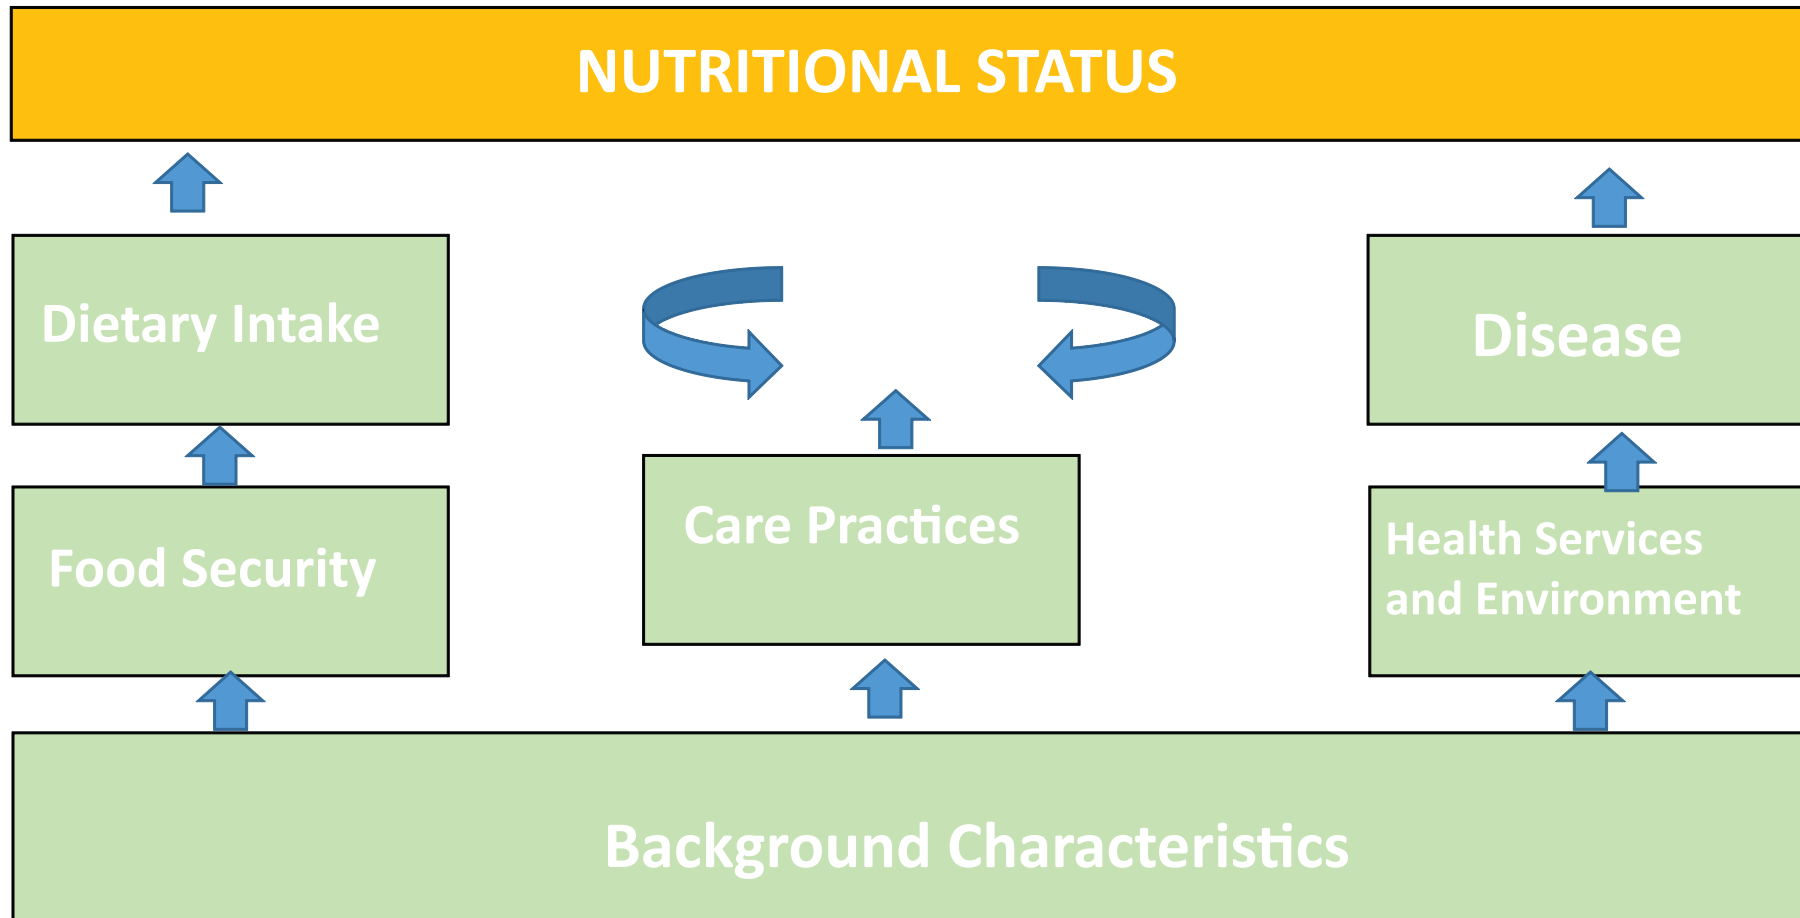 NUTRITIONAL STATUS
Dietary Intake
Disease
Food Security
Care Practices
Health Services
and Environment
Background Characteristics